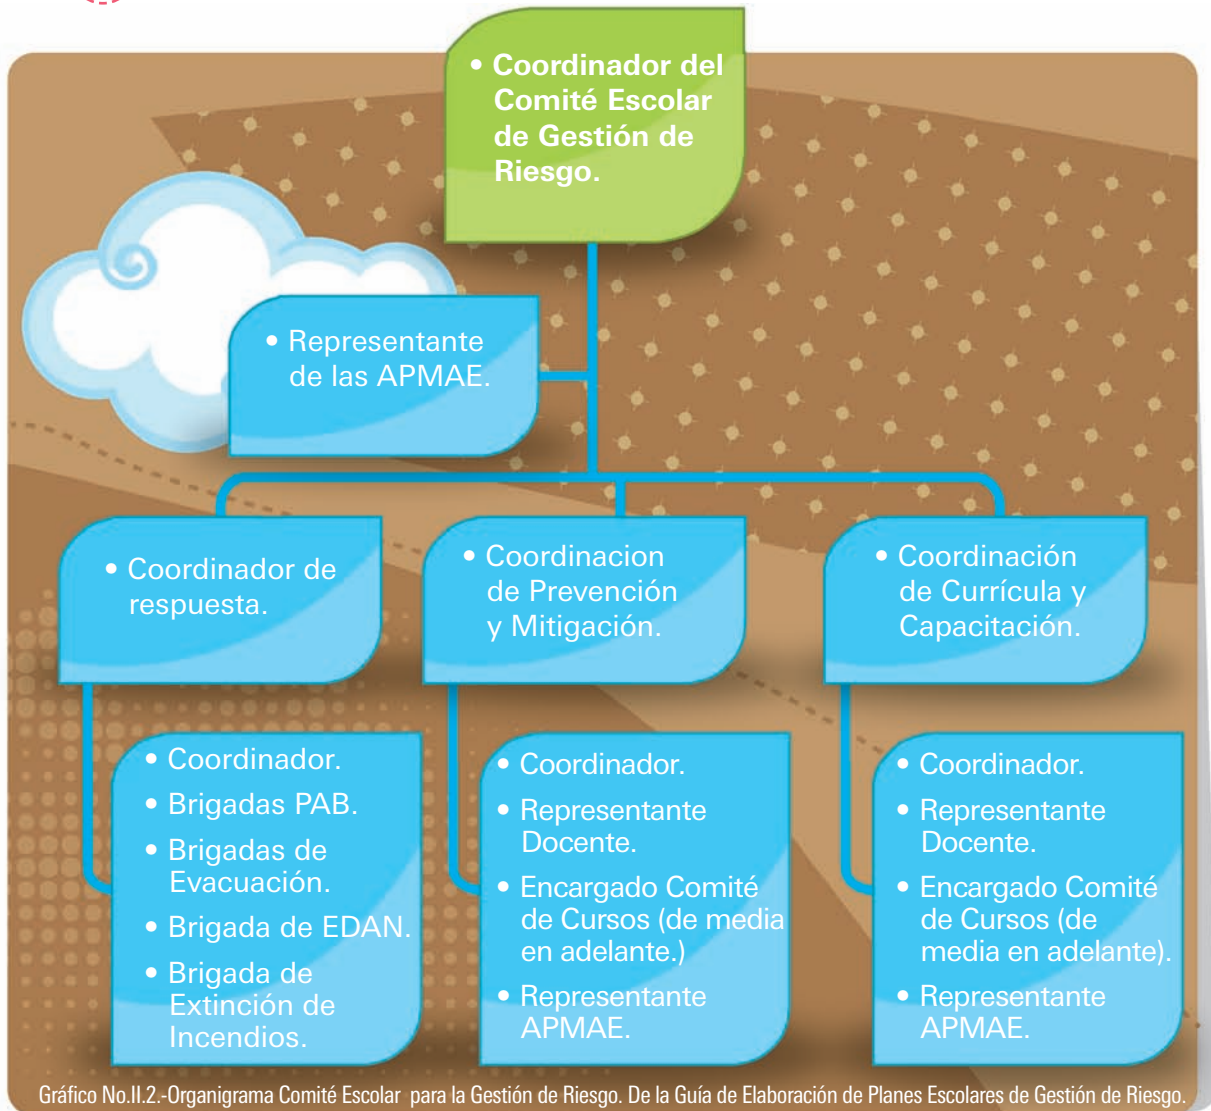 • Coordinador del
Comité Escolar
de Gestión de
Riesgo.
• Representante
de las APMAE.
• Coordinador de
respuesta.
• Coordinacion
de Prevención
y Mitigación.
• Coordinación
de Currícula y
Capacitación.
• Coordinador.
• Brigadas PAB.
• Brigadas de
Evacuación.
• Brigada de EDAN.
• Brigada de
Extinción de
Incendios.
• Coordinador.
• Representante
Docente.
• Encargado Comité
de Cursos (de media
en adelante.)
• Representante
APMAE.
• Coordinador.
• Representante
Docente.
• Encargado Comité
de Cursos (de
media en adelante).
• Representante
APMAE.
Gráfico No.II.2.-Organigrama Comité Escolar para la Gestión de Riesgo. De la Guía de Elaboración de Planes Escolares de Gestión de Riesgo.